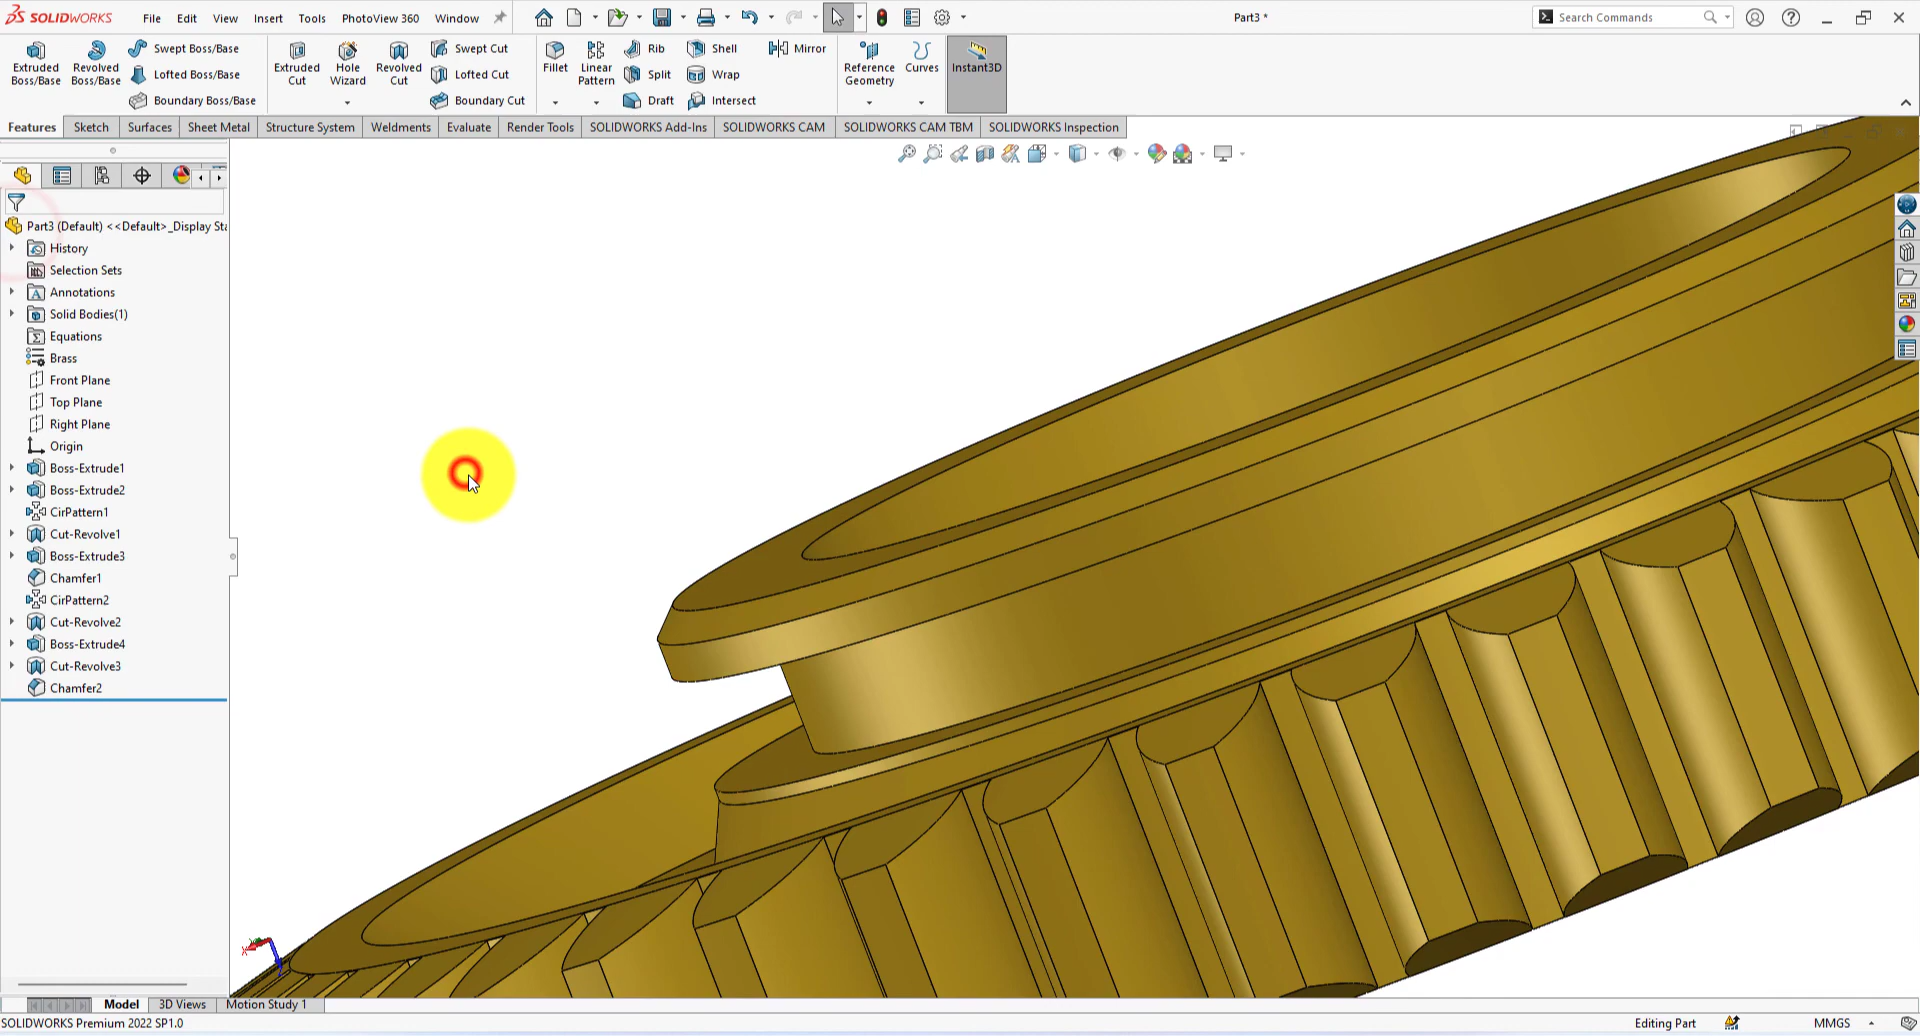 SOLIDWORKS File Edit View Insert Tools PhotoView 360 Window Part3 * Search Commands
Extruded Boss/Base Revolved Boss/Base Swept Boss/Base Lofted Boss/Base Boundary Boss/Base Extruded Cut Hole Wizard Revolved Cut Swept Cut Lofted Cut Boundary Cut Fillet Linear Pattern Rib Split Draft Shell Wrap Intersect Mirror Reference Geometry Curves Instant3D
Features Sketch Surfaces Sheet Metal Structure System Weldments Evaluate Render Tools SOLIDWORKS Add-Ins SOLIDWORKS CAM SOLIDWORKS CAM TBM SOLIDWORKS Inspection
Part3 (Default) <<Default>_Display Sta
History
Selection Sets
Annotations
Solid Bodies(1)
Equations
Brass
Front Plane
Top Plane
Right Plane
Origin
Boss-Extrude1
Boss-Extrude2
CirPattern1
Cut-Revolve1
Boss-Extrude3
Chamfer1
CirPattern2
Cut-Revolve2
Boss-Extrude4
Cut-Revolve3
Chamfer2
X
Model 3D Views Motion Study 1
SOLIDWORKS Premium 2022 SP1.0 Editing Part MMGS